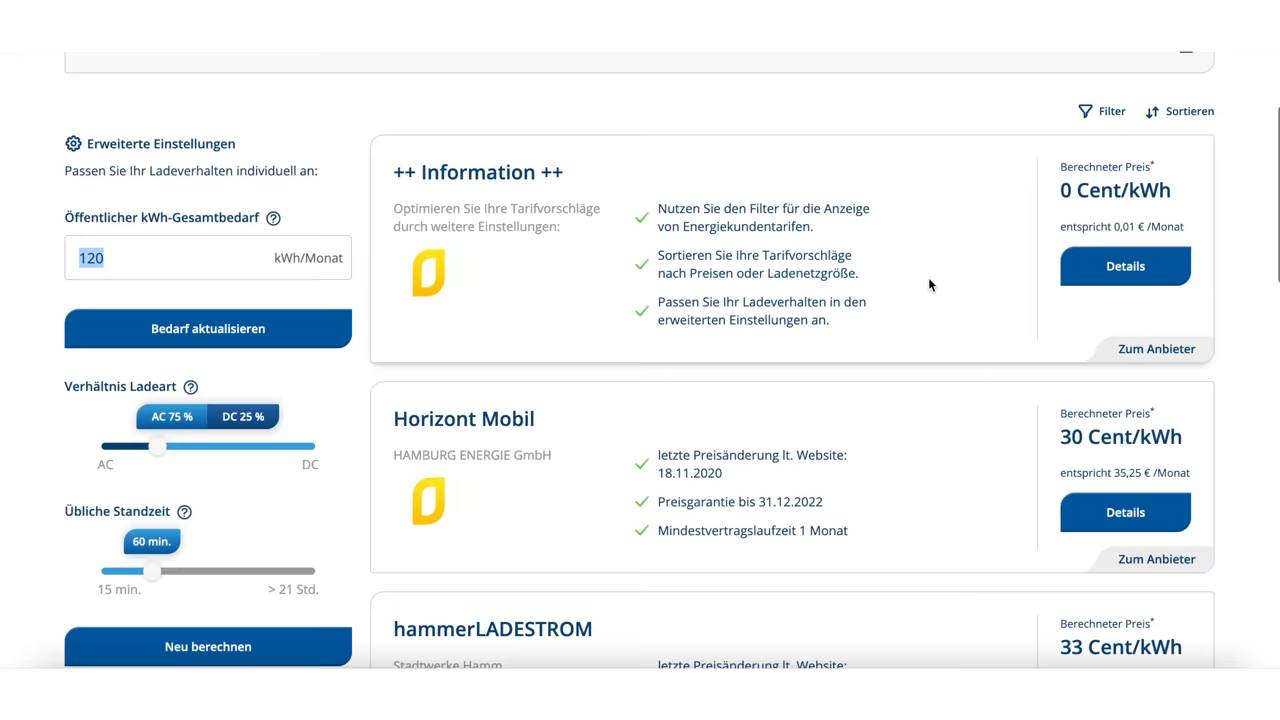 Filter
Sortieren
Erweiterte Einstellungen
Passen Sie Ihr Ladeverhalten individuell an:
Öffentlicher kWh-Gesamtbedarf ?
120 kWh/Monat
Bedarf aktualisieren
Verhältnis Ladeart ?
AC 75 % DC 25 %
AC DC
Übliche Standzeit ?
60 min.
15 min. > 21 Std.
Neu berechnen
++ Information ++
Optimieren Sie Ihre Tarifvorschläge
durch weitere Einstellungen:
Nutzen Sie den Filter für die Anzeige
von Energiekundentarifen.
Sortieren Sie Ihre Tarifvorschläge
nach Preisen oder Ladenetzgröße.
Passen Sie Ihr Ladeverhalten in den
erweiterten Einstellungen an.
Berechneter Preis*
0 Cent/kWh
entspricht 0,01 € /Monat
Details
Zum Anbieter
Horizont Mobil
HAMBURG ENERGIE GmbH
letzte Preisänderung lt. Website:
18.11.2020
Preisgarantie bis 31.12.2022
Mindestvertragslaufzeit 1 Monat
Berechneter Preis*
30 Cent/kWh
entspricht 35,25 € /Monat
Details
Zum Anbieter
hammerLADESTROM
Stadtwerke Hamm
letzte Preisänderung lt. Website:
Berechneter Preis*
33 Cent/kWh